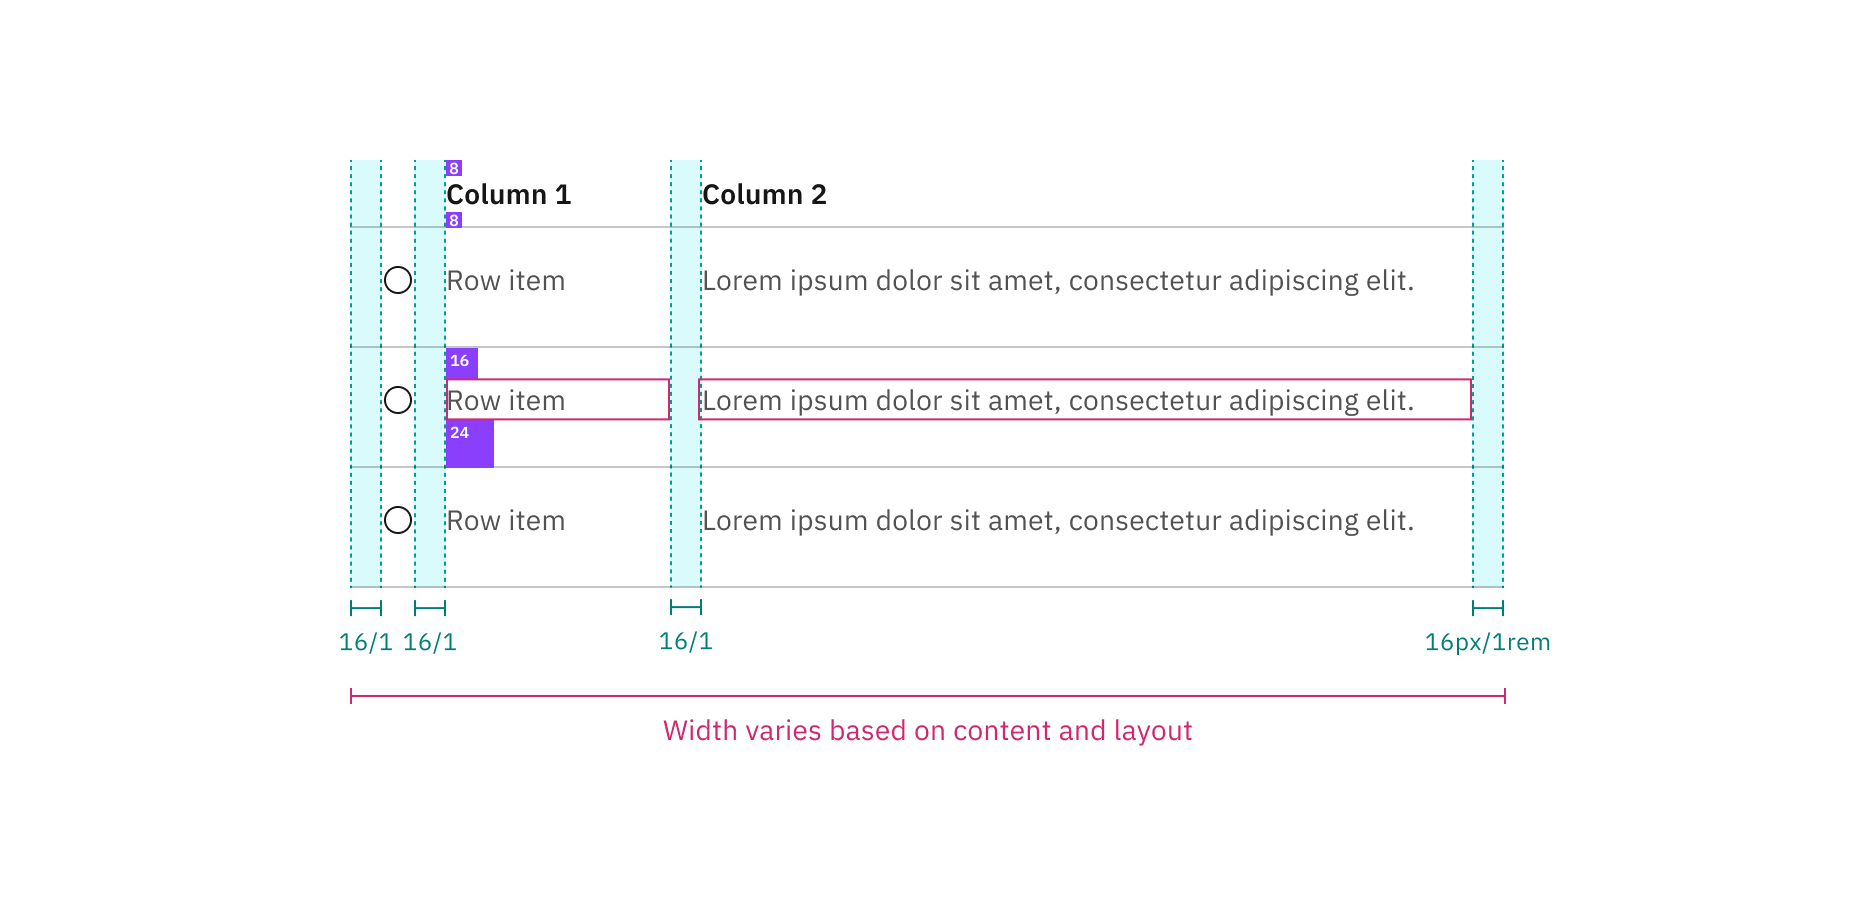 8
Column 1 Column 2
8
Row item Lorem ipsum dolor sit amet, consectetur adipiscing elit.
16
Row item Lorem ipsum dolor sit amet, consectetur adipiscing elit.
24
Row item Lorem ipsum dolor sit amet, consectetur adipiscing elit.
16/1 16/1 16/1 16px/1rem
Width varies based on content and layout